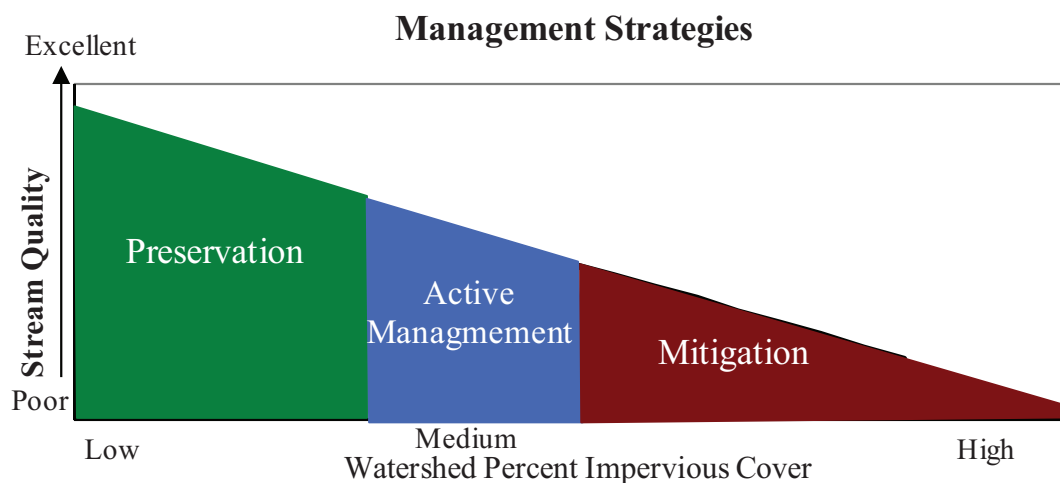 Management Strategies
Excellent
Stream Quality
Poor
Preservation
Active
Managmement
Mitigation
Low
Medium
High
Watershed Percent Impervious Cover